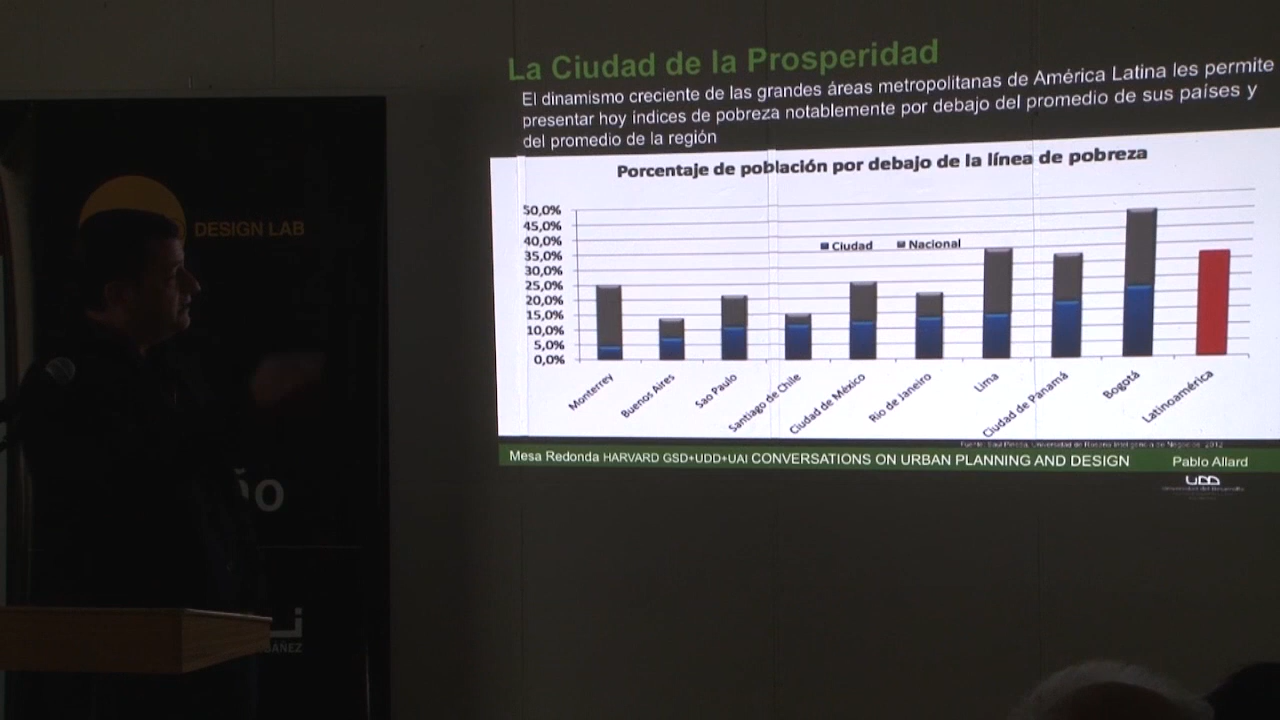 La Ciudad de la Prosperidad
El dinamismo creciente de las grandes áreas metropolitanas de América Latina les permite
presentar hoy índices de pobreza notablemente por debajo del promedio de sus países y
del promedio de la región
Porcentaje de población por debajo de la línea de pobreza
50,0%
45,0%
40,0%
35,0%
30,0%
25,0%
20,0%
15,0%
10,0%
5,0%
0,0%
Ciudad
Nacional
Monterrey
Buenos Aires
Sao Paulo
Santiago de Chile
Ciudad de México
Rio de Janeiro
Lima
Ciudad de Panamá
Bogotá
Latinoamérica
Mesa Redonda HARVARD GSD+UDD+UAI CONVERSATIONS ON URBAN PLANNING AND DESIGN
Pablo Allard
UDD
DESIGN LAB